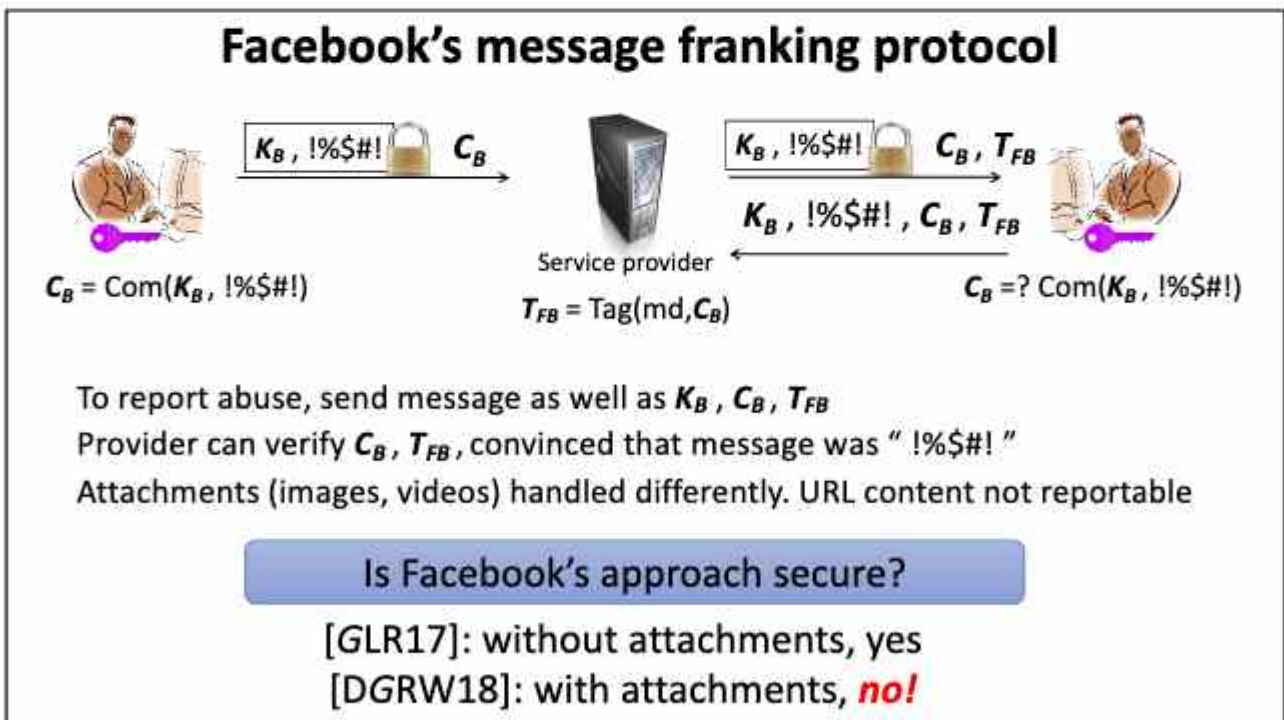 Facebook's message franking protocol
K_B , !%$#! C_B
K_B , !%$#! C_B , T_FB
K_B , !%$#! , C_B , T_FB
Service provider
C_B = Com(K_B , !%$#!)
T_FB = Tag(md,C_B)
C_B =? Com(K_B , !%$#!)
To report abuse, send message as well as K_B , C_B , T_FB
Provider can verify C_B , T_FB , convinced that message was “ !%$#! ”
Attachments (images, videos) handled differently. URL content not reportable
Is Facebook's approach secure?
[GLR17]: without attachments, yes
[DGRW18]: with attachments, no!